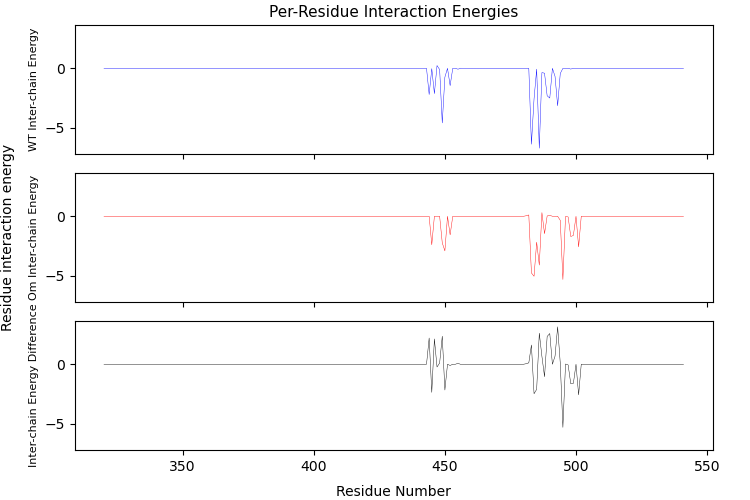 Per-Residue Interaction Energies
Residue interaction energy
WT Inter-chain Energy
0
−5
Om Inter-chain Energy
0
−5
Inter-chain Energy Difference
0
−5
350
400
450
500
550
Residue Number